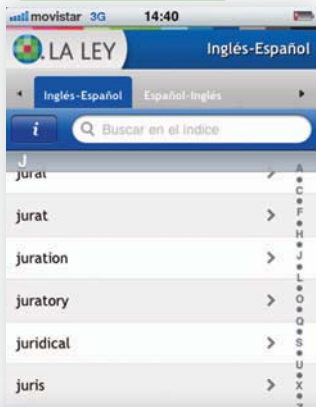 movistar 3G 14:40
LA LEY Inglés-Español
Inglés-Español Español-Inglés
i Buscar en el índice
J
jural
jurat
juration
juratory
juridical
juris
A
C
F
H
J
L
O
Q
S
U
X
Z